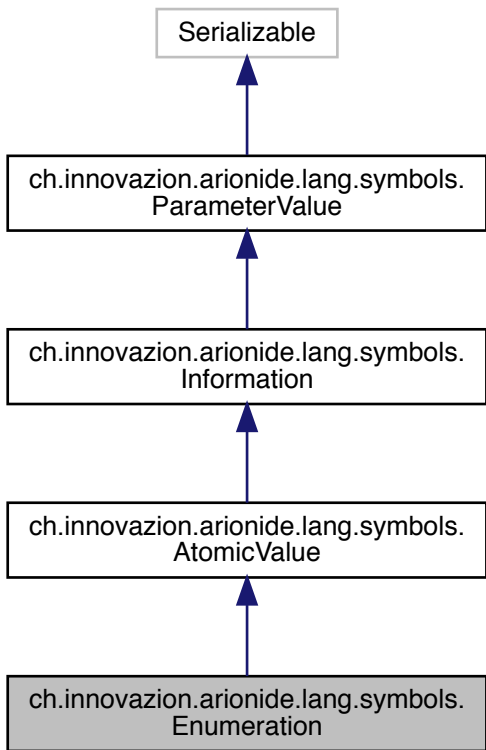 Serializable
ch.innovazion.arionide.lang.symbols.
ParameterValue
ch.innovazion.arionide.lang.symbols.
Information
ch.innovazion.arionide.lang.symbols.
AtomicValue
ch.innovazion.arionide.lang.symbols.
Enumeration